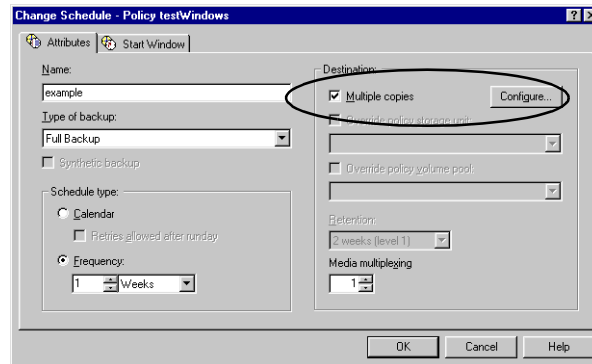 Change Schedule - Policy testWindows
Attributes
Start Window
Name:
example
Type of backup:
Full Backup
Synthetic backup
Schedule type:
Calendar
Retries allowed after runday
Frequency:
1
Weeks
Destination:
Multiple copies
Configure...
Override policy storage unit:
Override policy volume pool:
Retention:
2 weeks (level 1)
Media multiplexing
1
OK
Cancel
Help